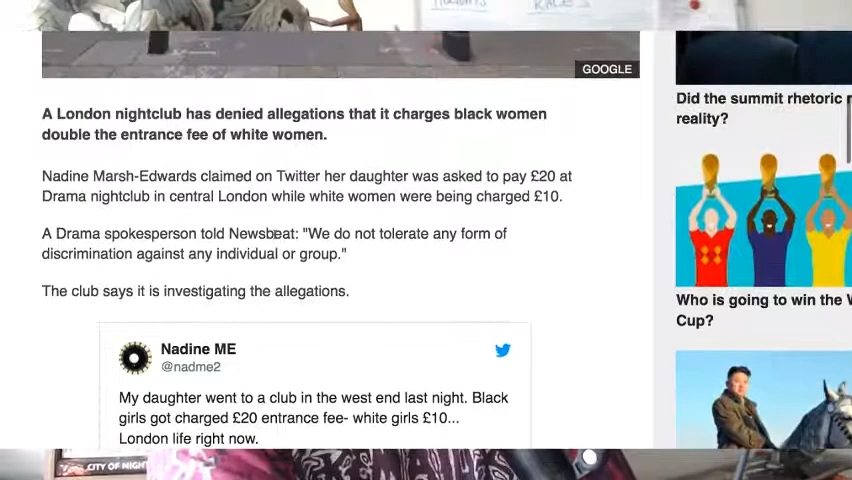 GOOGLE
A London nightclub has denied allegations that it charges black women
double the entrance fee of white women.
Nadine Marsh-Edwards claimed on Twitter her daughter was asked to pay £20 at
Drama nightclub in central London while white women were being charged £10.
A Drama spokesperson told Newsbeat: "We do not tolerate any form of
discrimination against any individual or group."
The club says it is investigating the allegations.
Nadine ME
@nadme2
My daughter went to a club in the west end last night. Black
girls got charged £20 entrance fee- white girls £10...
London life right now.
Did the summit rhetoric
reality?
Who is going to win the
Cup?
CITY OF NIGH